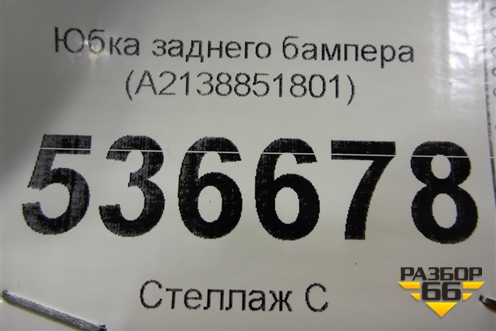 Юбка заднего бампера
(A2138851801)
536678
Стеллаж С
РАЗБОР
66